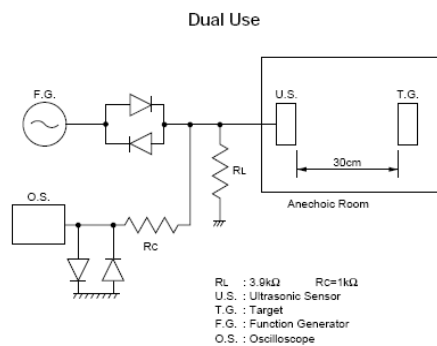 Dual Use
F.G.
U.S.
T.G.
30cm
RL
O.S.
Rc
Anechoic Room
RL : 3.9kΩ Rc=1kΩ
U.S. : Ultrasonic Sensor
T.G. : Target
F.G. : Function Generator
O.S. : Oscilloscope